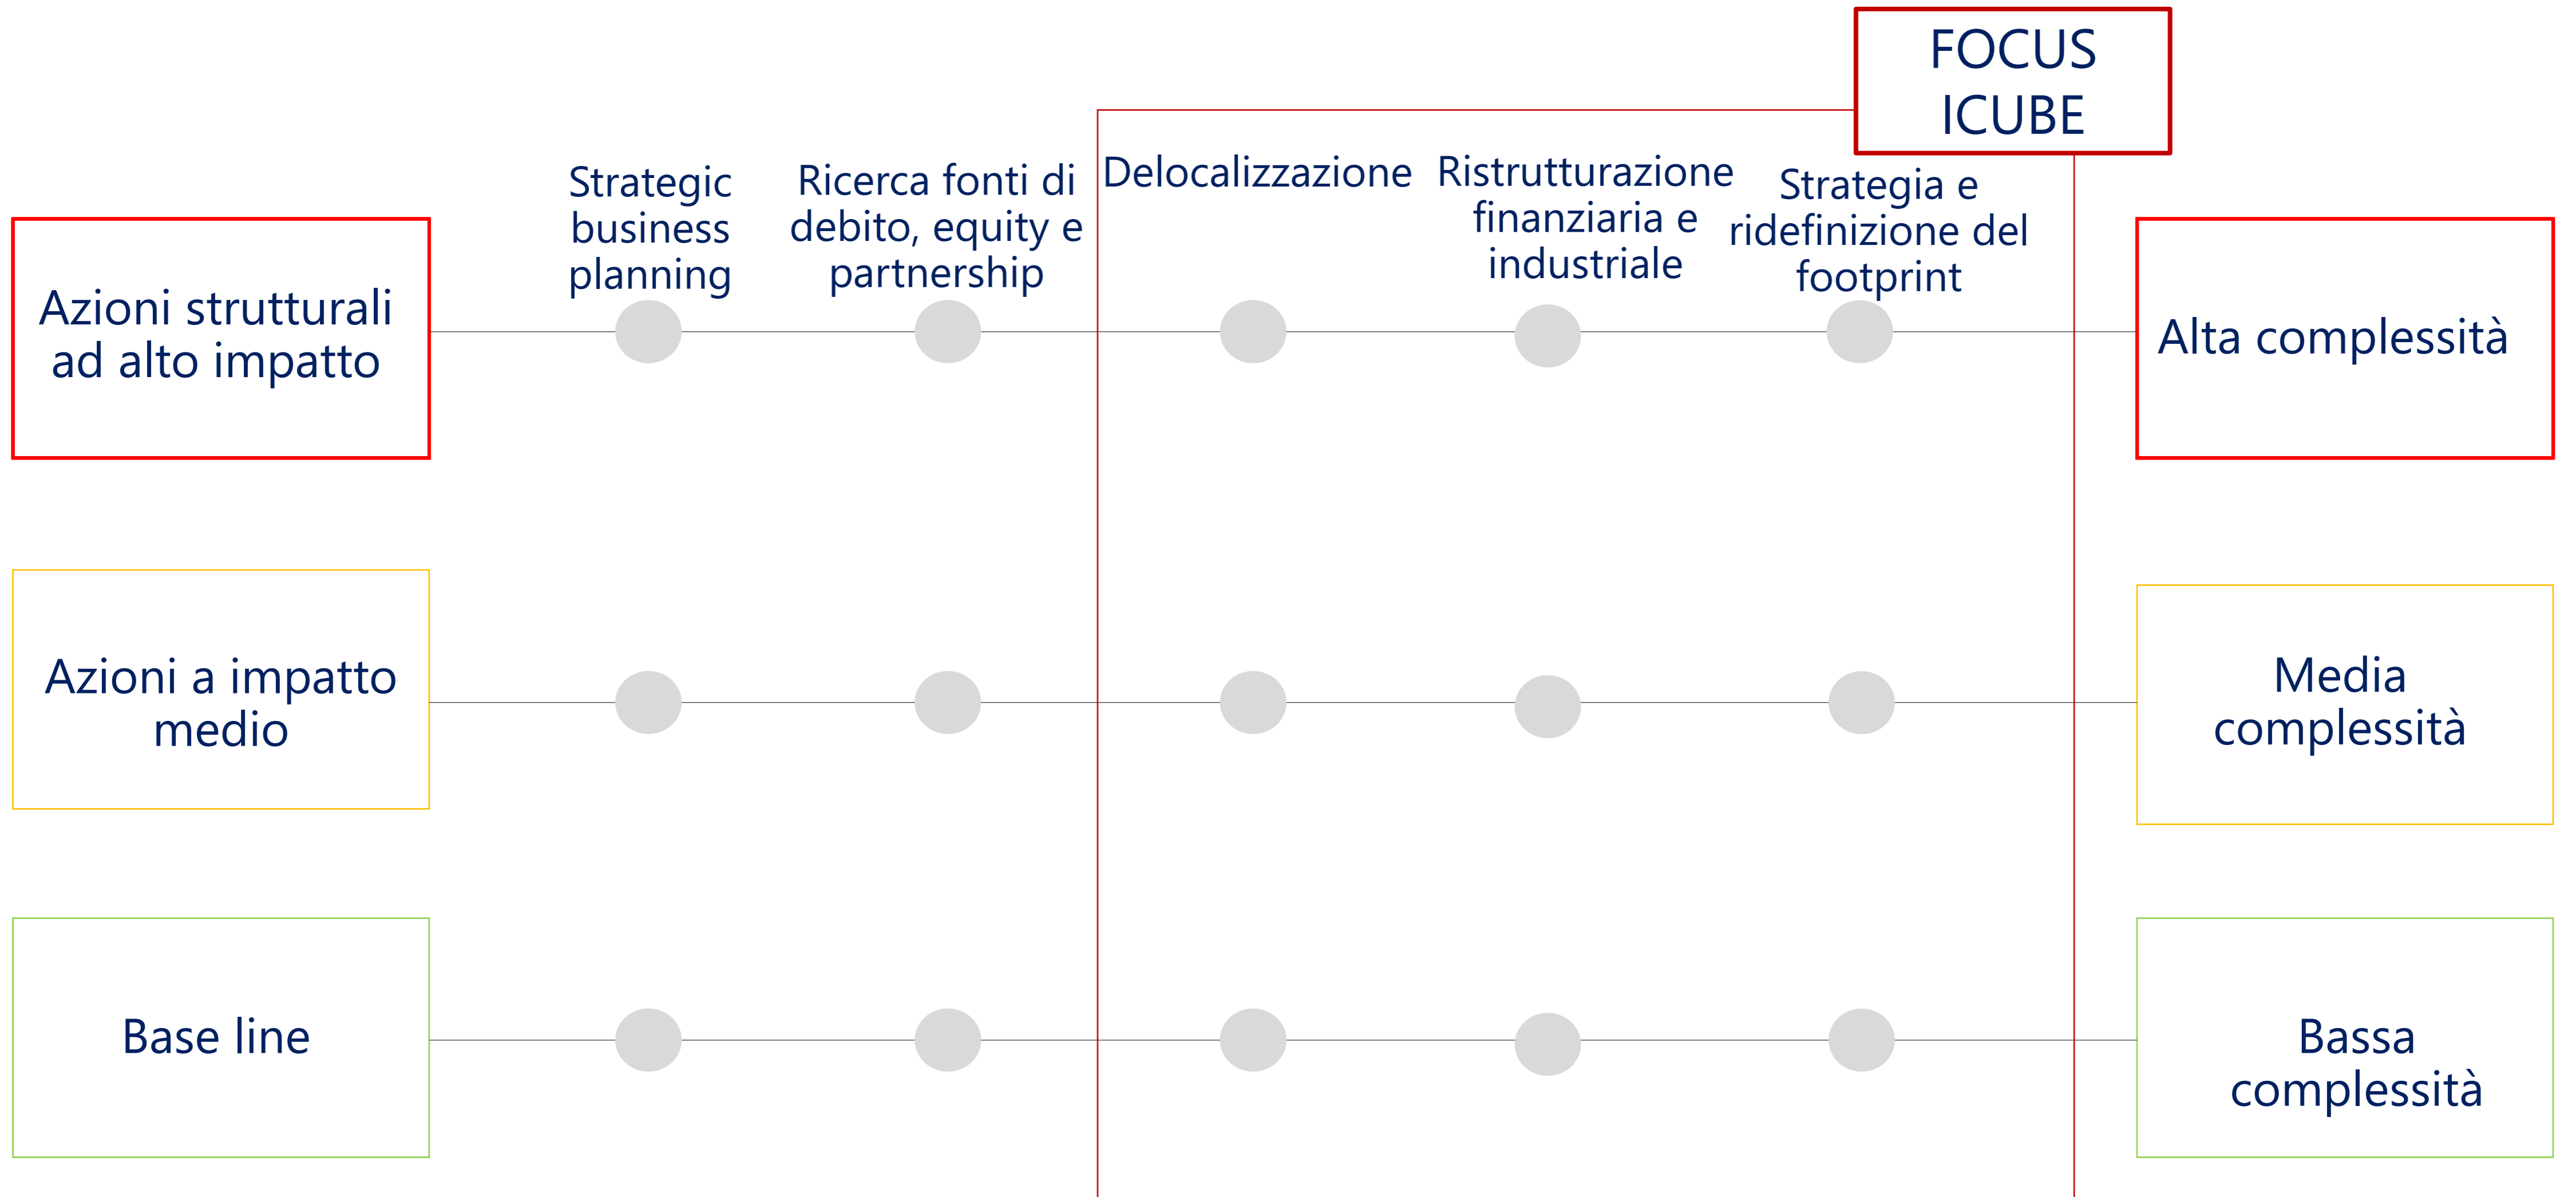 FOCUS
ICUBE
Strategic
business
planning
Ricerca fonti di
debito, equity e
partnership
Delocalizzazione
Ristrutturazione
finanziaria e
industriale
Strategia e
ridefinizione del
footprint
Azioni strutturali
ad alto impatto
Alta complessità
Azioni a impatto
medio
Media
complessità
Base line
Bassa
complessità